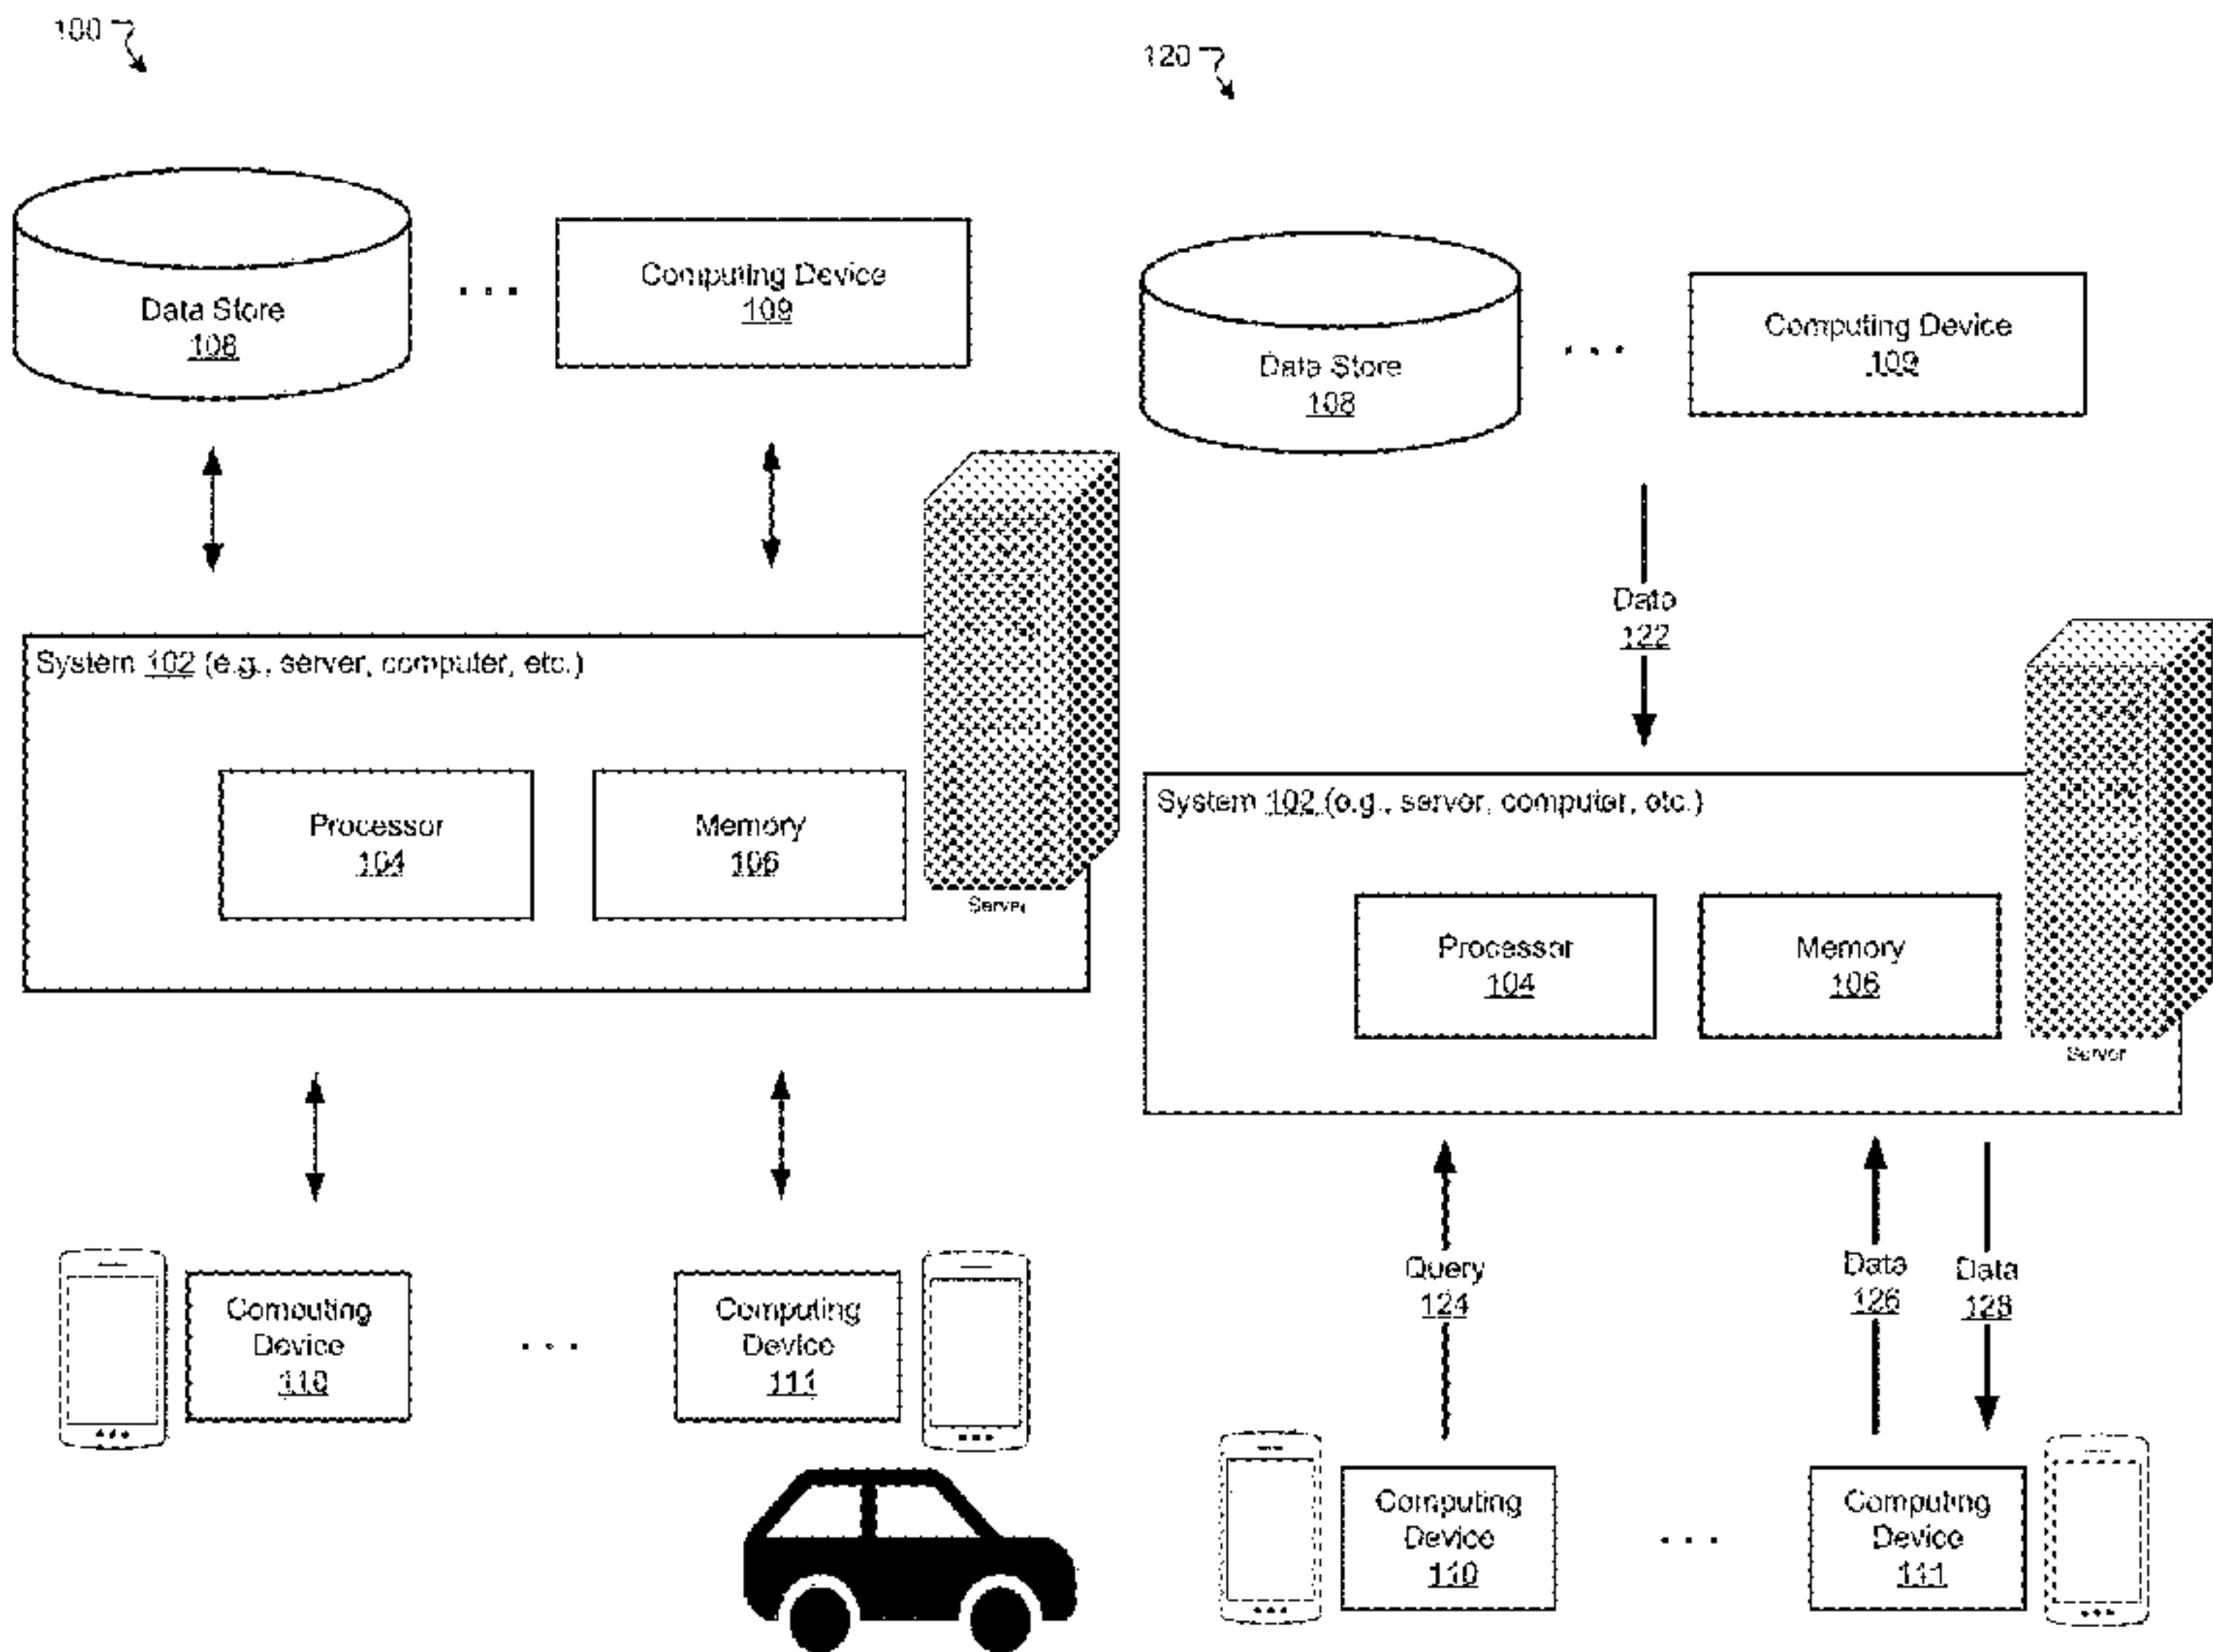 100
Data Store
108
Computing Device
109
System 102 (e.g., server, computer, etc.)
Processor
104
Memory
106
Server
Computing
Device
110
Computing
Device
111
120
Data Store
108
Computing Device
109
Data
122
System 102 (e.g., server, computer, etc.)
Processor
104
Memory
106
Server
Query
124
Data
126
Data
128
Computing
Device
110
Computing
Device
111